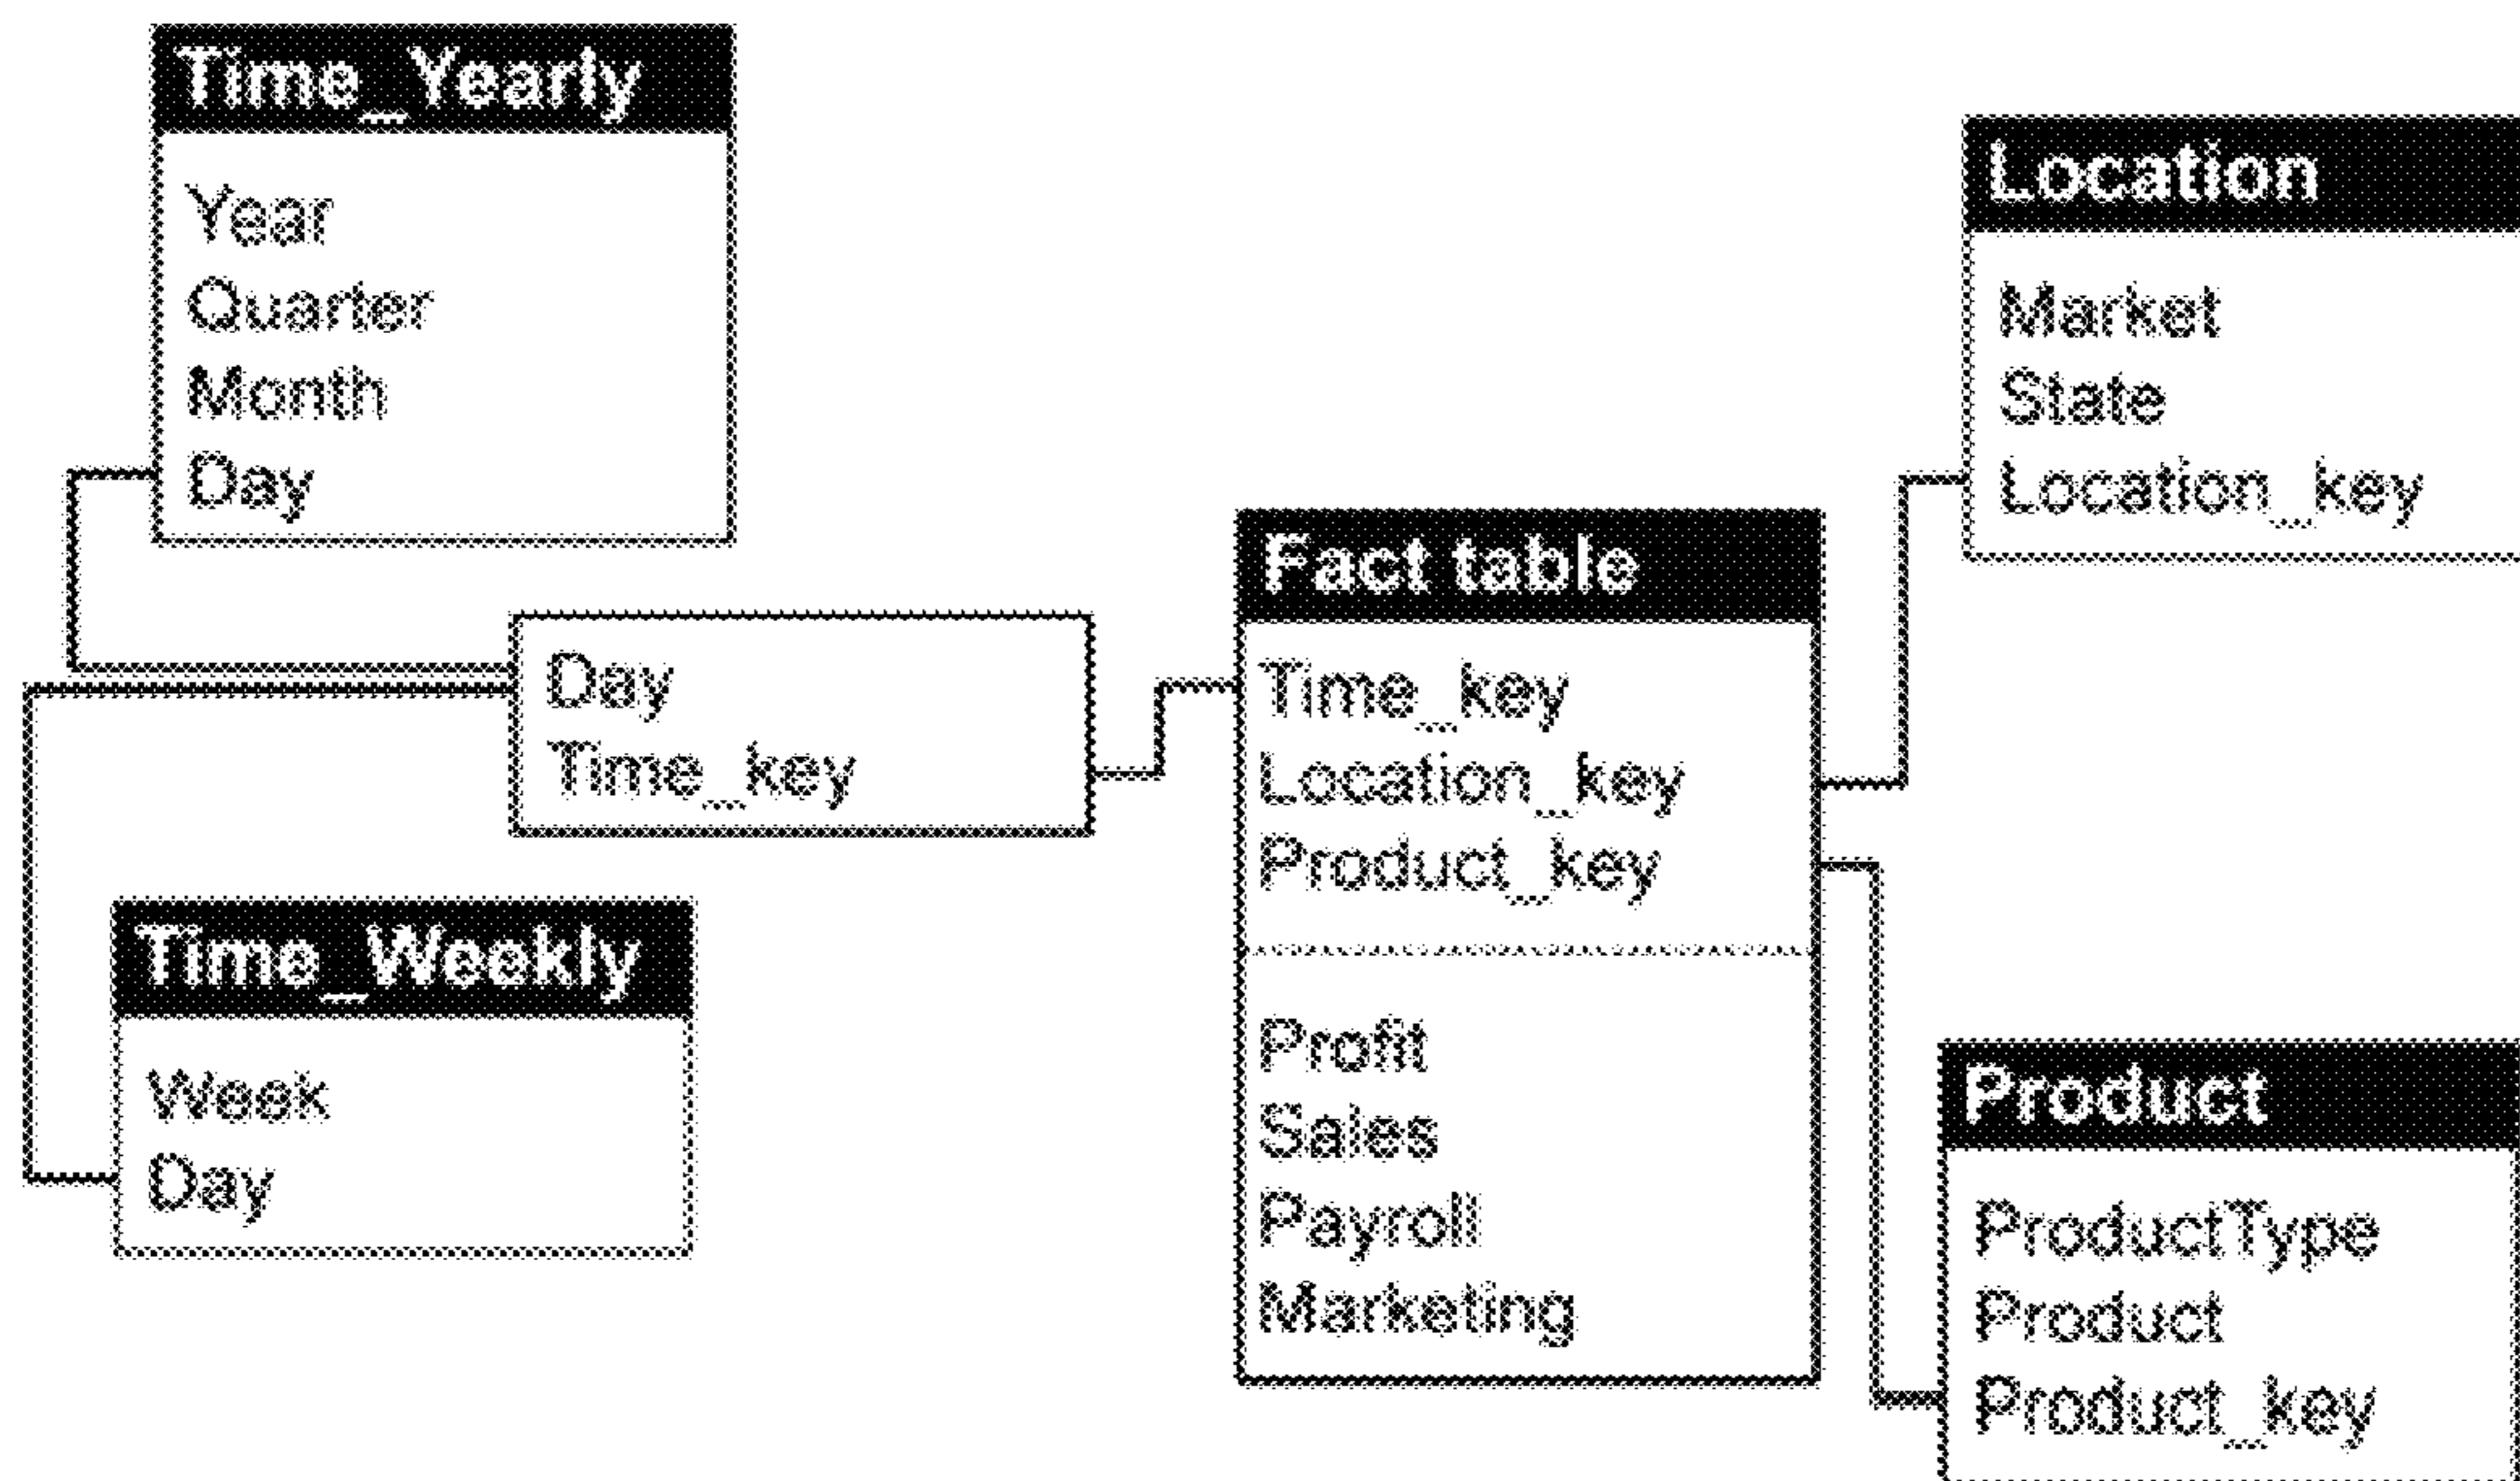 Time_Yearly
Year
Quarter
Month
Day
Day
Time_key
Time_Weekly
Week
Day
Fact table
Time_key
Location_key
Product_key
Profit
Sales
Payroll
Marketing
Location
Market
State
Location_key
Product
ProductType
Product
Product_key